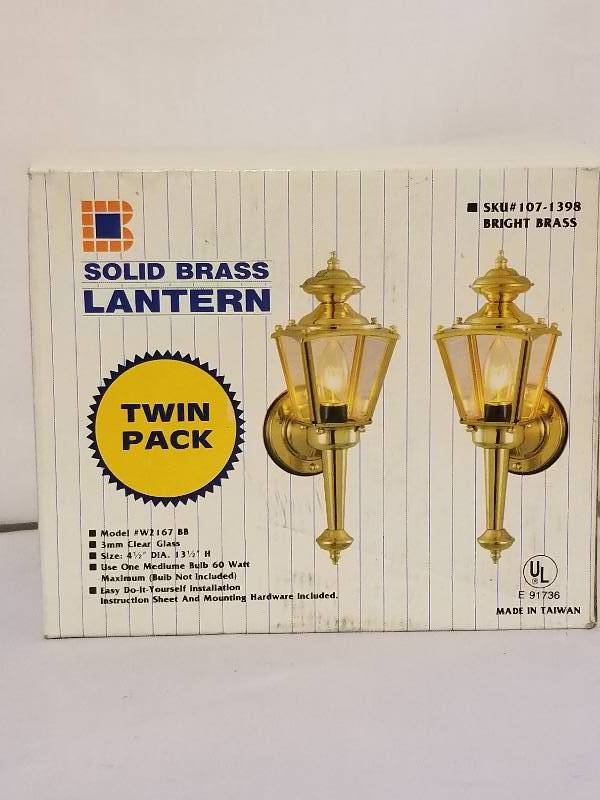 SOLID BRASS
LANTERN
SKU#107-1398
BRIGHT BRASS
TWIN
PACK
Model #W2167 BB
3mm Clear Glass
Size: 4½" DIA. 13½" H
Use One Mediume Bulb 60 Watt
Maximum (Bulb Not Included)
Easy Do-It-Yourself Installation
Instruction Sheet And Mounting Hardware Included.
UL
E 91736
MADE IN TAIWAN